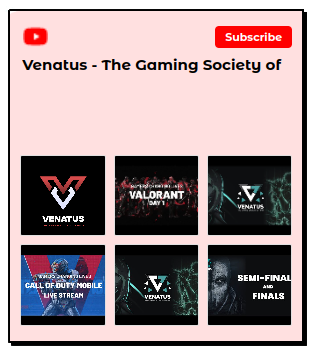 Subscribe
Venatus - The Gaming Society of
VENATUS
VALORANT
DAY 1
VENATUS
CALL OF DUTY MOBILE
LIVE STREAM
VENATUS
SEMI-FINAL
AND
FINALS